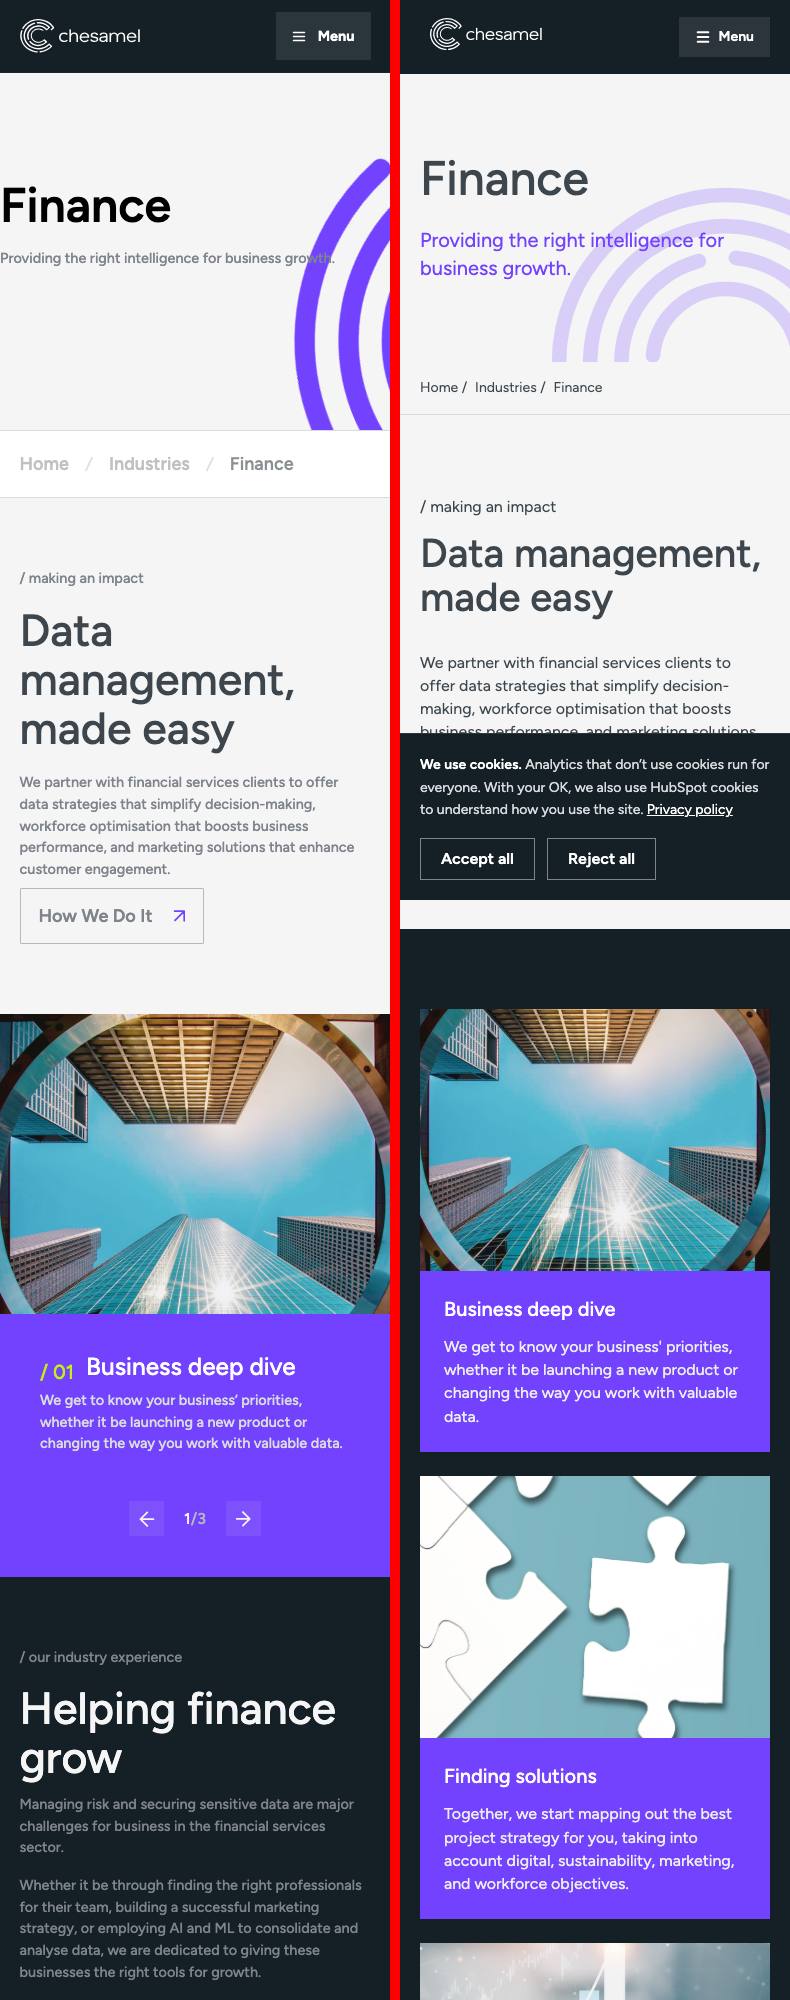 chesamel
Menu
Finance
Providing the right intelligence for business growth.
Home / Industries / Finance
/ making an impact
Data
management,
made easy
We partner with financial services clients to offer
data strategies that simplify decision-making,
workforce optimisation that boosts business
performance, and marketing solutions that enhance
customer engagement.
How We Do It
/ 01 Business deep dive
We get to know your business’ priorities,
whether it be launching a new product or
changing the way you work with valuable data.
1/3
/ our industry experience
Helping finance
grow
Managing risk and securing sensitive data are major
challenges for business in the financial services
sector.
Whether it be through finding the right professionals
for their team, building a successful marketing
strategy, or employing AI and ML to consolidate and
analyse data, we are dedicated to giving these
businesses the right tools for growth.
chesamel
Menu
Finance
Providing the right intelligence for
business growth.
Home / Industries / Finance
/ making an impact
Data management,
made easy
We partner with financial services clients to
offer data strategies that simplify decision-
making, workforce optimisation that boosts
business performance, and marketing solutions
We use cookies. Analytics that don’t use cookies run for
everyone. With your OK, we also use HubSpot cookies
to understand how you use the site. Privacy policy
Accept all
Reject all
Business deep dive
We get to know your business' priorities,
whether it be launching a new product or
changing the way you work with valuable
data.
Finding solutions
Together, we start mapping out the best
project strategy for you, taking into
account digital, sustainability, marketing,
and workforce objectives.